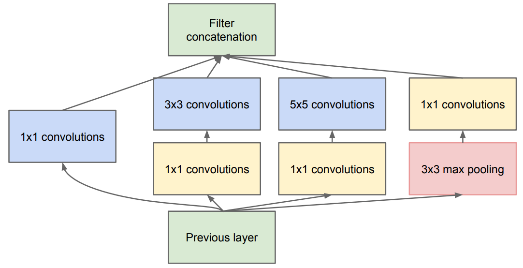 Filter
concatenation
3x3 convolutions
5x5 convolutions
1x1 convolutions
1x1 convolutions
1x1 convolutions
1x1 convolutions
3x3 max pooling
Previous layer